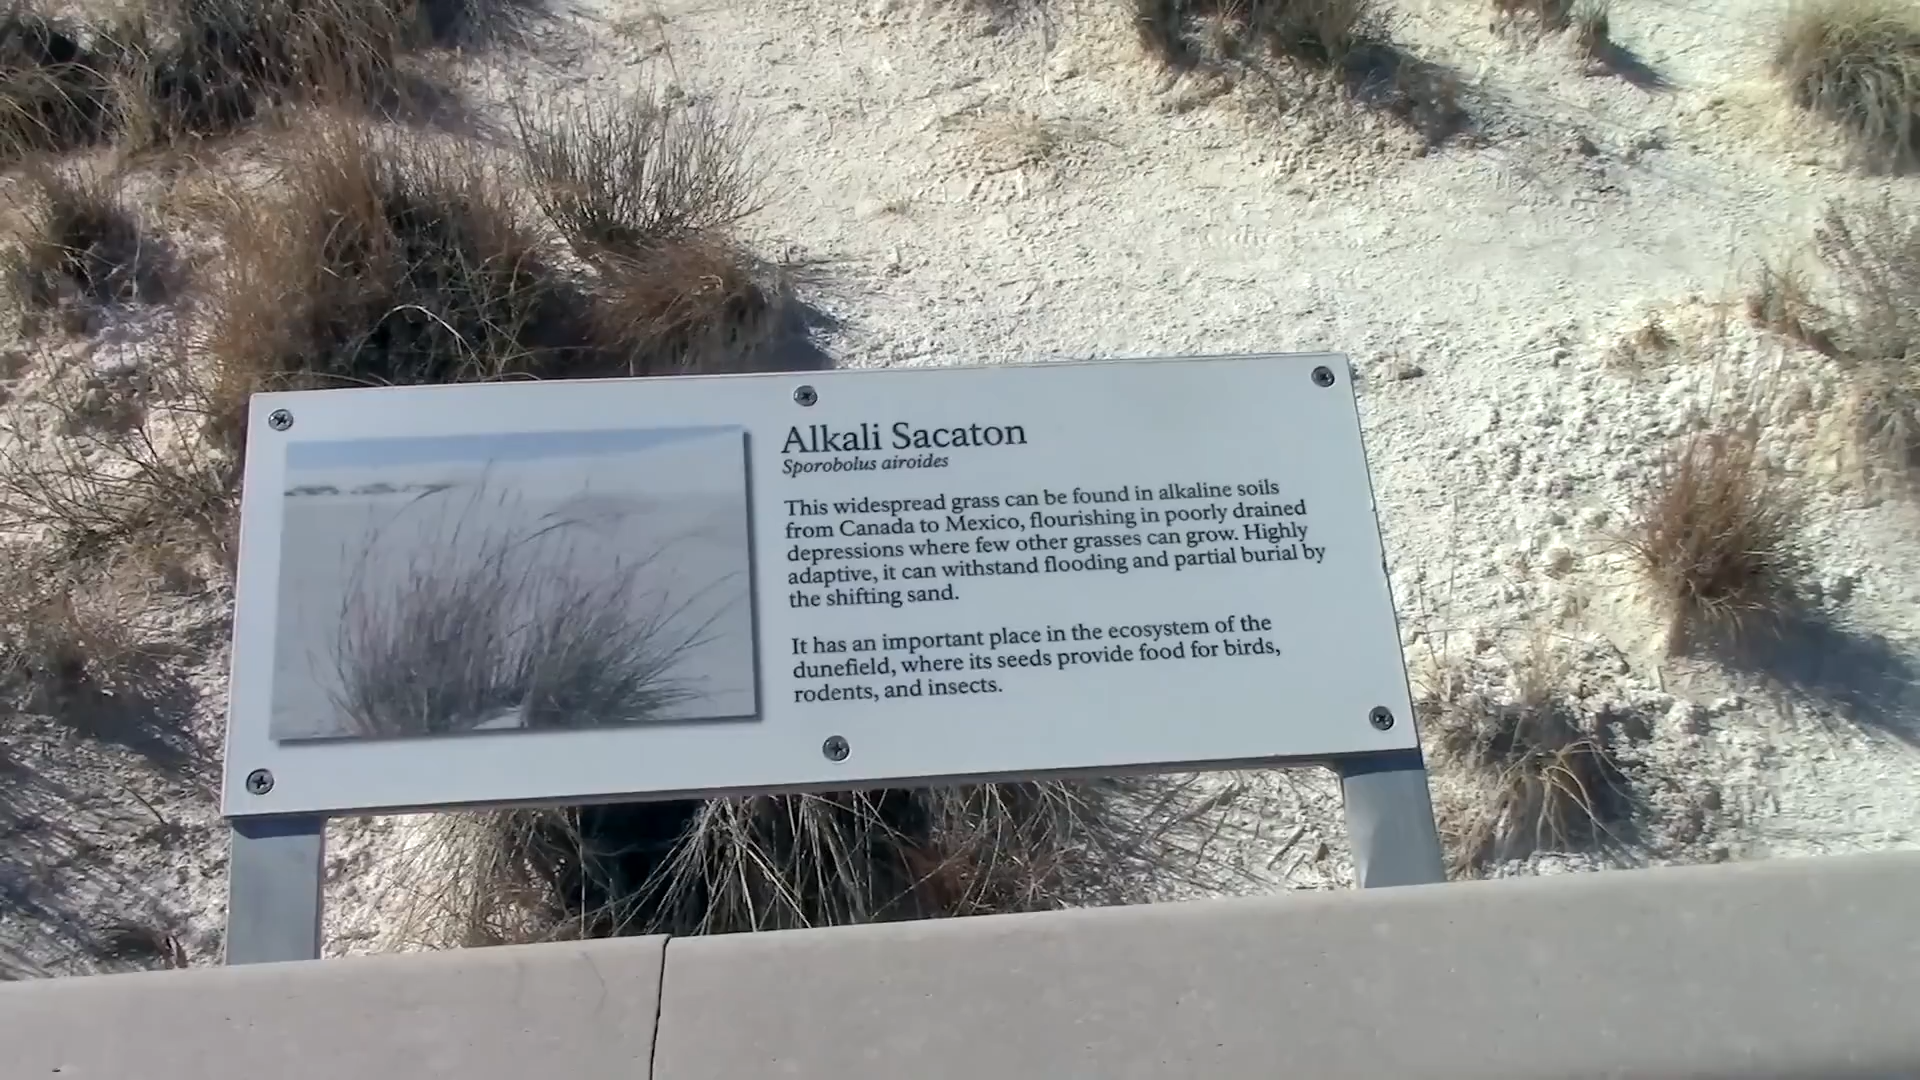 Alkali Sacaton
Sporobolus airoides
This widespread grass can be found in alkaline soils
from Canada to Mexico, flourishing in poorly drained
depressions where few other grasses can grow. Highly
adaptive, it can withstand flooding and partial burial by
the shifting sand.
It has an important place in the ecosystem of the
dunefield, where its seeds provide food for birds,
rodents, and insects.